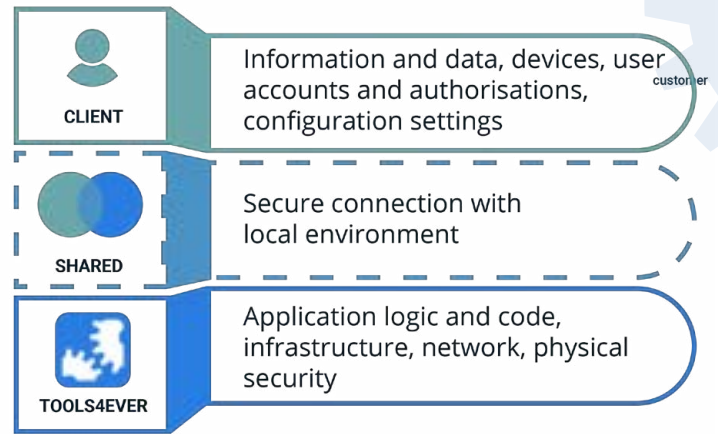 Information and data, devices, user
accounts and authorisations,
configuration settings
customer
CLIENT
Secure connection with
local environment
SHARED
Application logic and code,
infrastructure, network, physical
security
TOOLS4EVER